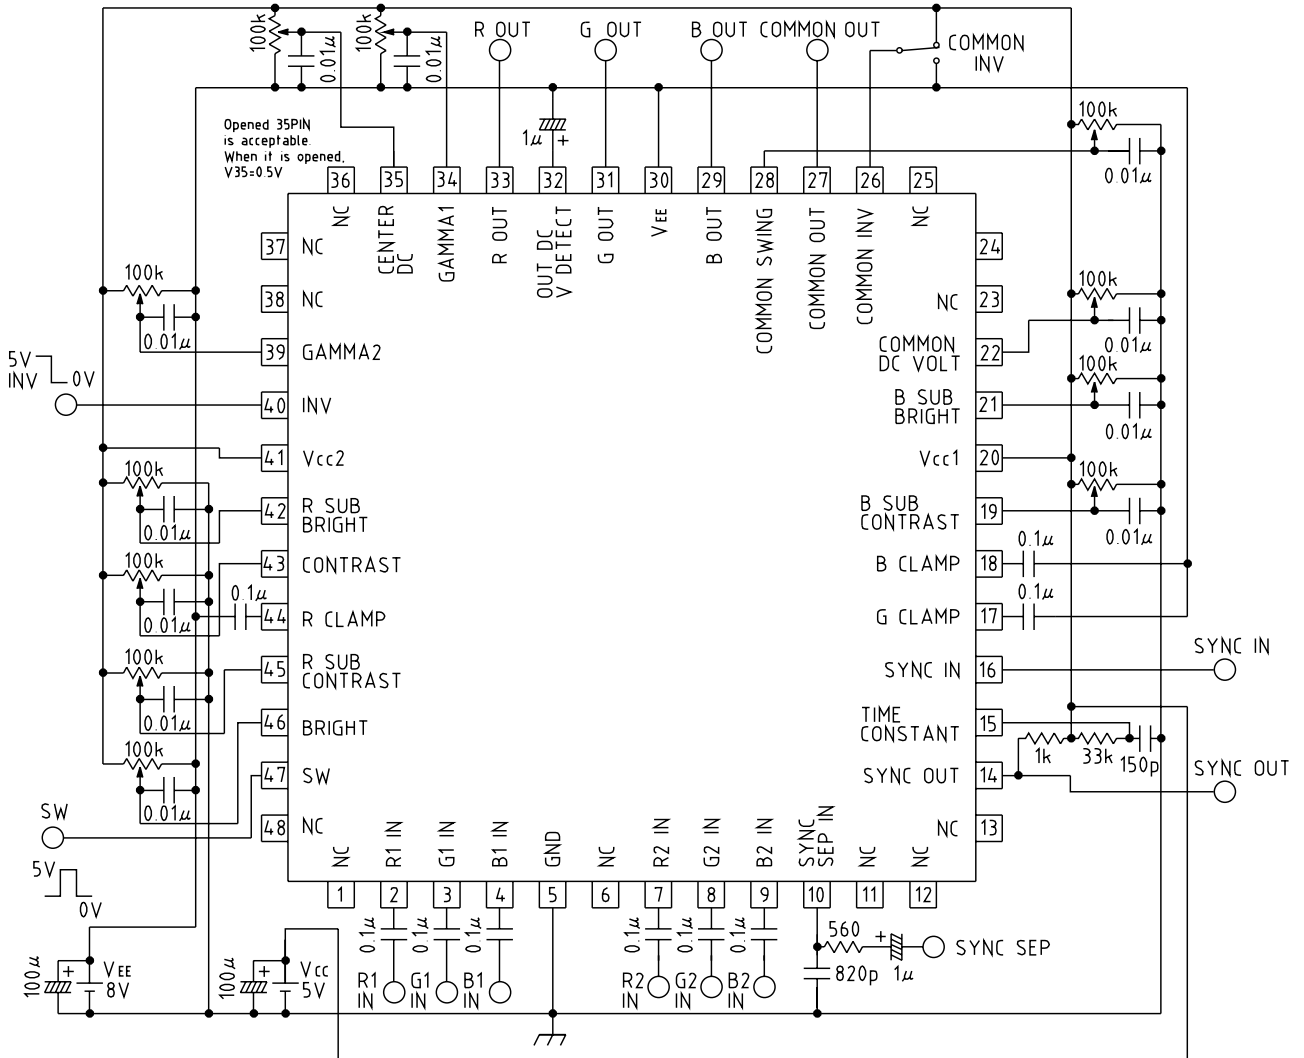 100k
0.01μ
100k
0.01μ
R OUT
G OUT
B OUT
COMMON OUT
COMMON
INV
Opened 35PIN
is acceptable.
When it is opened,
V35=0.5V
1μ
+
100k
0.01μ
36
35
34
33
32
31
30
29
28
27
26
25
NC
CENTER
DC
GAMMA1
R OUT
OUT DC
V DETECT
G OUT
VEE
B OUT
COMMON SWING
COMMON OUT
COMMON INV
NC
37
NC
24
38
NC
NC
23
100k
0.01μ
39
GAMMA2
COMMON
DC VOLT
22
100k
0.01μ
5V
INV
0V
40
INV
B SUB
BRIGHT
21
100k
0.01μ
41
Vcc2
Vcc1
20
100k
0.01μ
42
R SUB
BRIGHT
B SUB
CONTRAST
19
100k
0.01μ
43
CONTRAST
B CLAMP
18
0.1μ
100k
0.01μ
0.1μ
44
R CLAMP
G CLAMP
17
0.1μ
45
R SUB
CONTRAST
SYNC IN
16
SYNC IN
100k
0.01μ
46
BRIGHT
TIME
CONSTANT
15
1k
33k
150p
100k
0.01μ
47
SW
SYNC OUT
14
SYNC OUT
SW
48
NC
NC
13
5V
0V
NC
R1 IN
G1 IN
B1 IN
GND
NC
R2 IN
G2 IN
B2 IN
SYNC
SEP IN
NC
NC
1
2
3
4
5
6
7
8
9
10
11
12
0.1μ
0.1μ
0.1μ
0.1μ
0.1μ
0.1μ
560
+
1μ
SYNC SEP
820p
100μ
+
VEE
8V
100μ
+
Vcc
5V
R1
IN
G1
IN
B1
IN
R2
IN
G2
IN
B2
IN